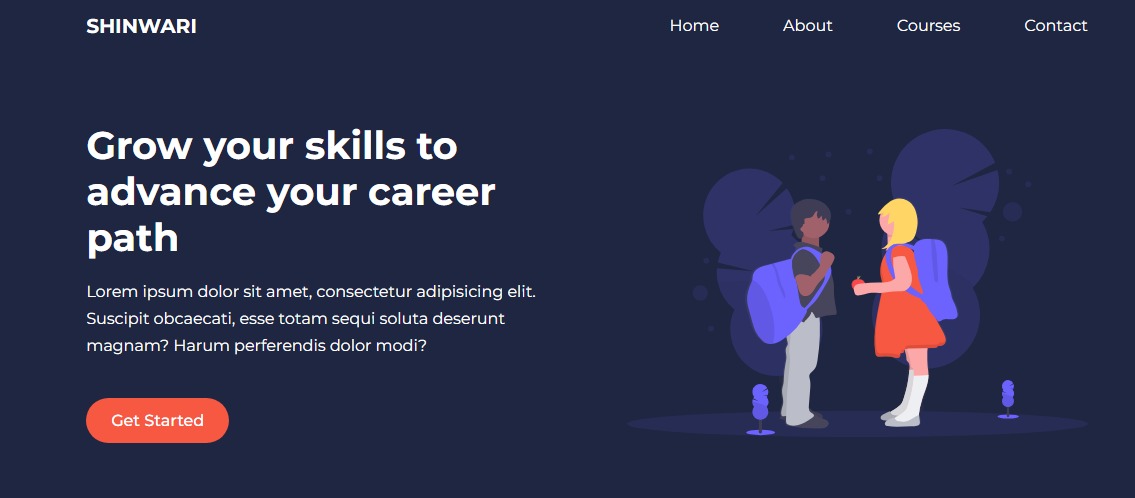 SHINWARI
Home
About
Courses
Contact
Grow your skills to
advance your career
path
Lorem ipsum dolor sit amet, consectetur adipisicing elit.
Suscipit obcaecati, esse totam sequi soluta deserunt
magnam? Harum perferendis dolor modi?
Get Started